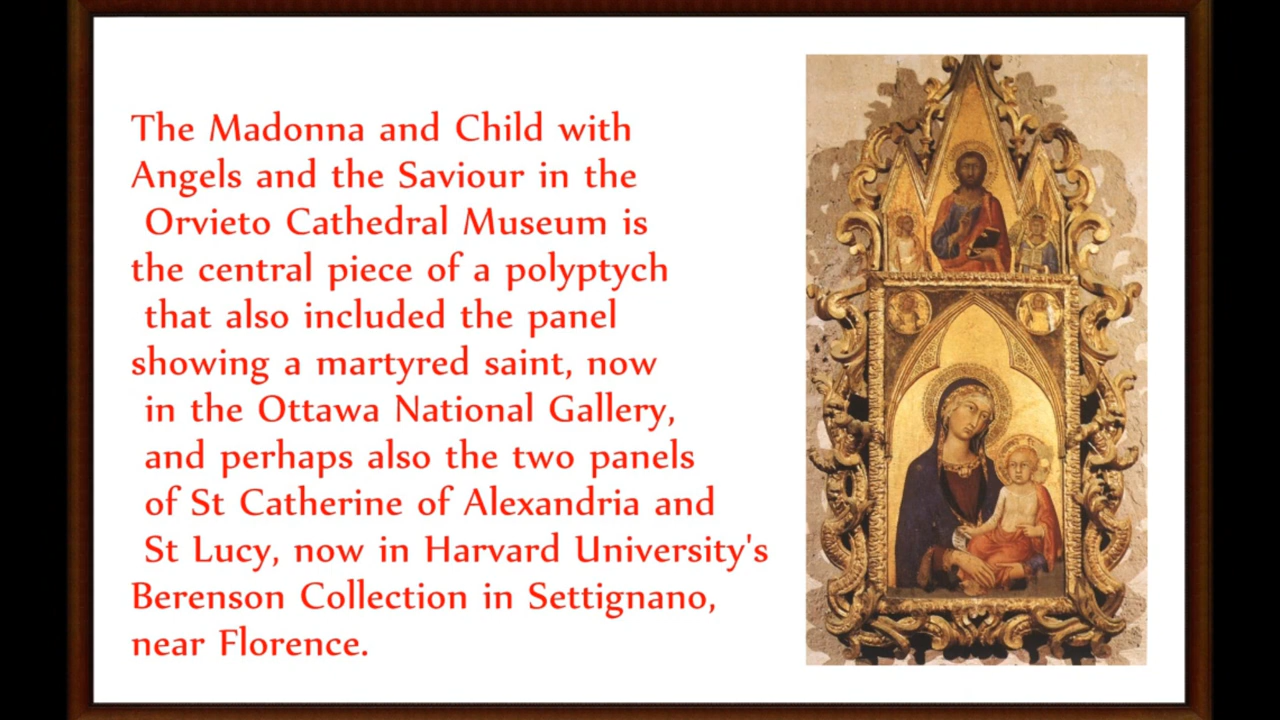 The Madonna and Child with
Angels and the Saviour in the
Orvieto Cathedral Museum is
the central piece of a polyptych
that also included the panel
showing a martyred saint, now
in the Ottawa National Gallery,
and perhaps also the two panels
of St Catherine of Alexandria and
St Lucy, now in Harvard University's
Berenson Collection in Settignano,
near Florence.